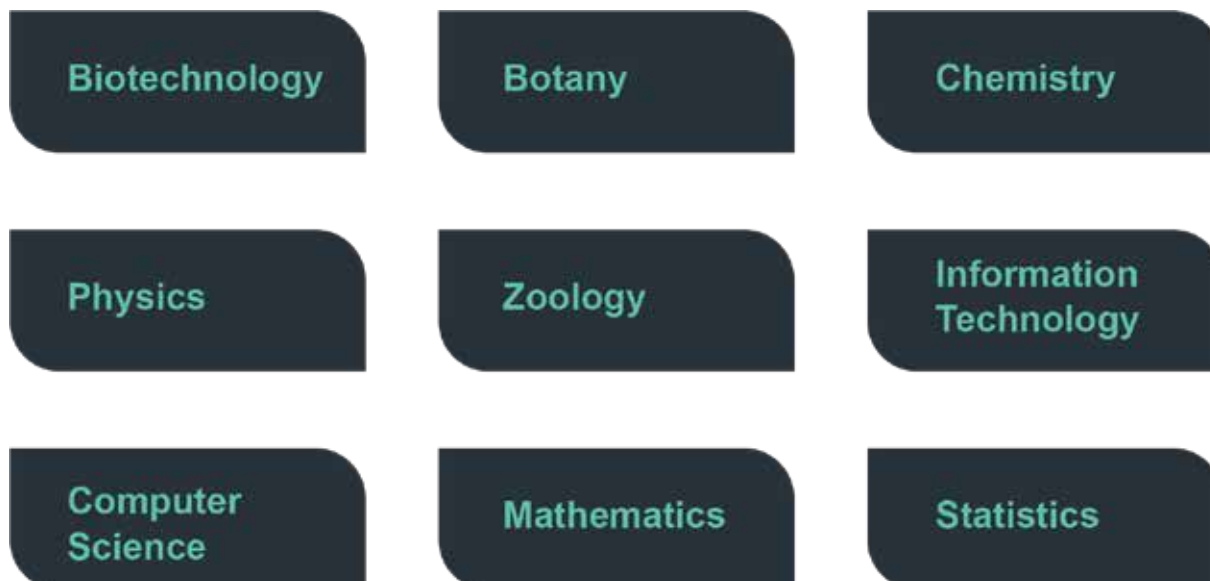 Biotechnology
Botany
Chemistry
Physics
Zoology
Information
Technology
Computer
Science
Mathematics
Statistics